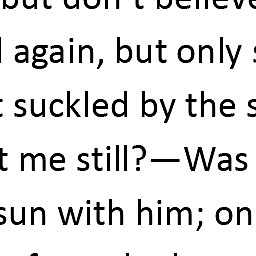 but don't believe
again, but only
suckled by the
me still?—Was
sun with him; on